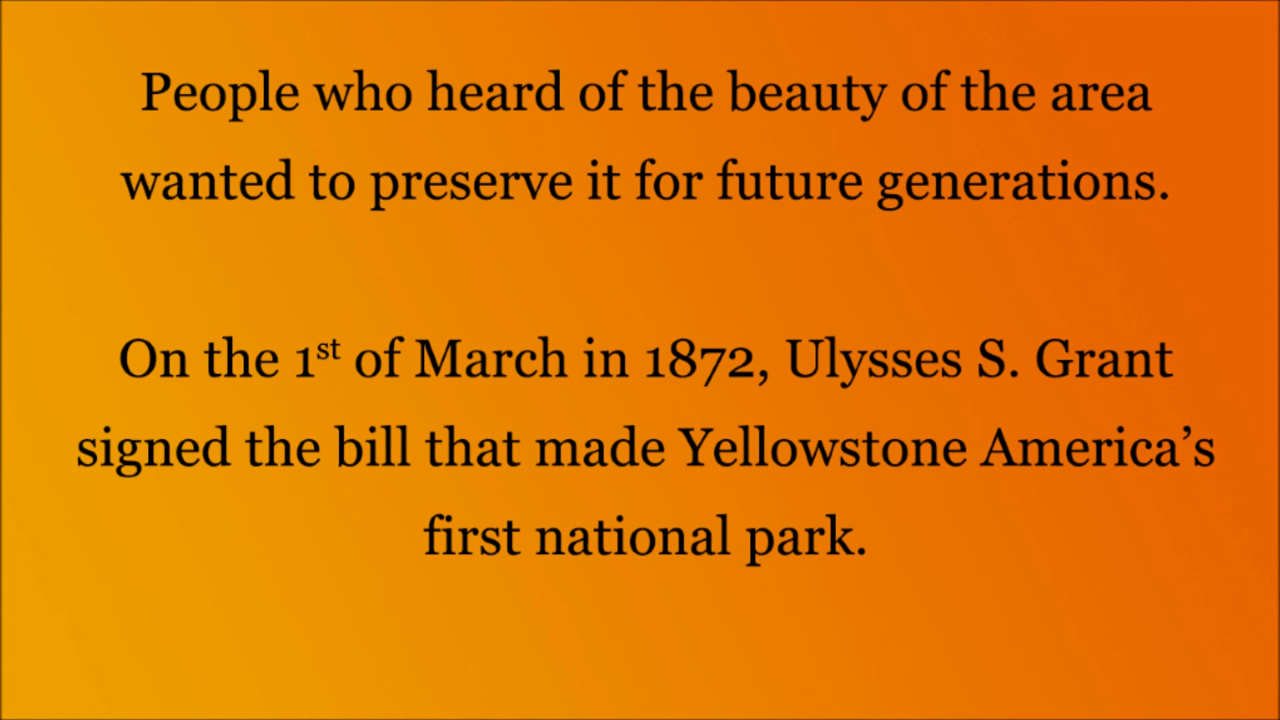 People who heard of the beauty of the area
wanted to preserve it for future generations.
On the 1st of March in 1872, Ulysses S. Grant
signed the bill that made Yellowstone America’s
first national park.